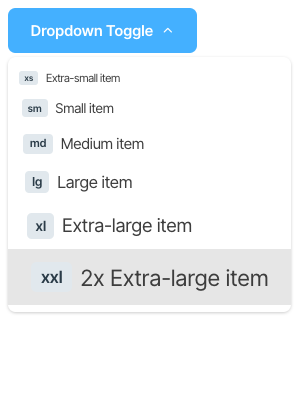 Dropdown Toggle
xs Extra-small item
sm Small item
md Medium item
lg Large item
xl Extra-large item
xxl 2x Extra-large item